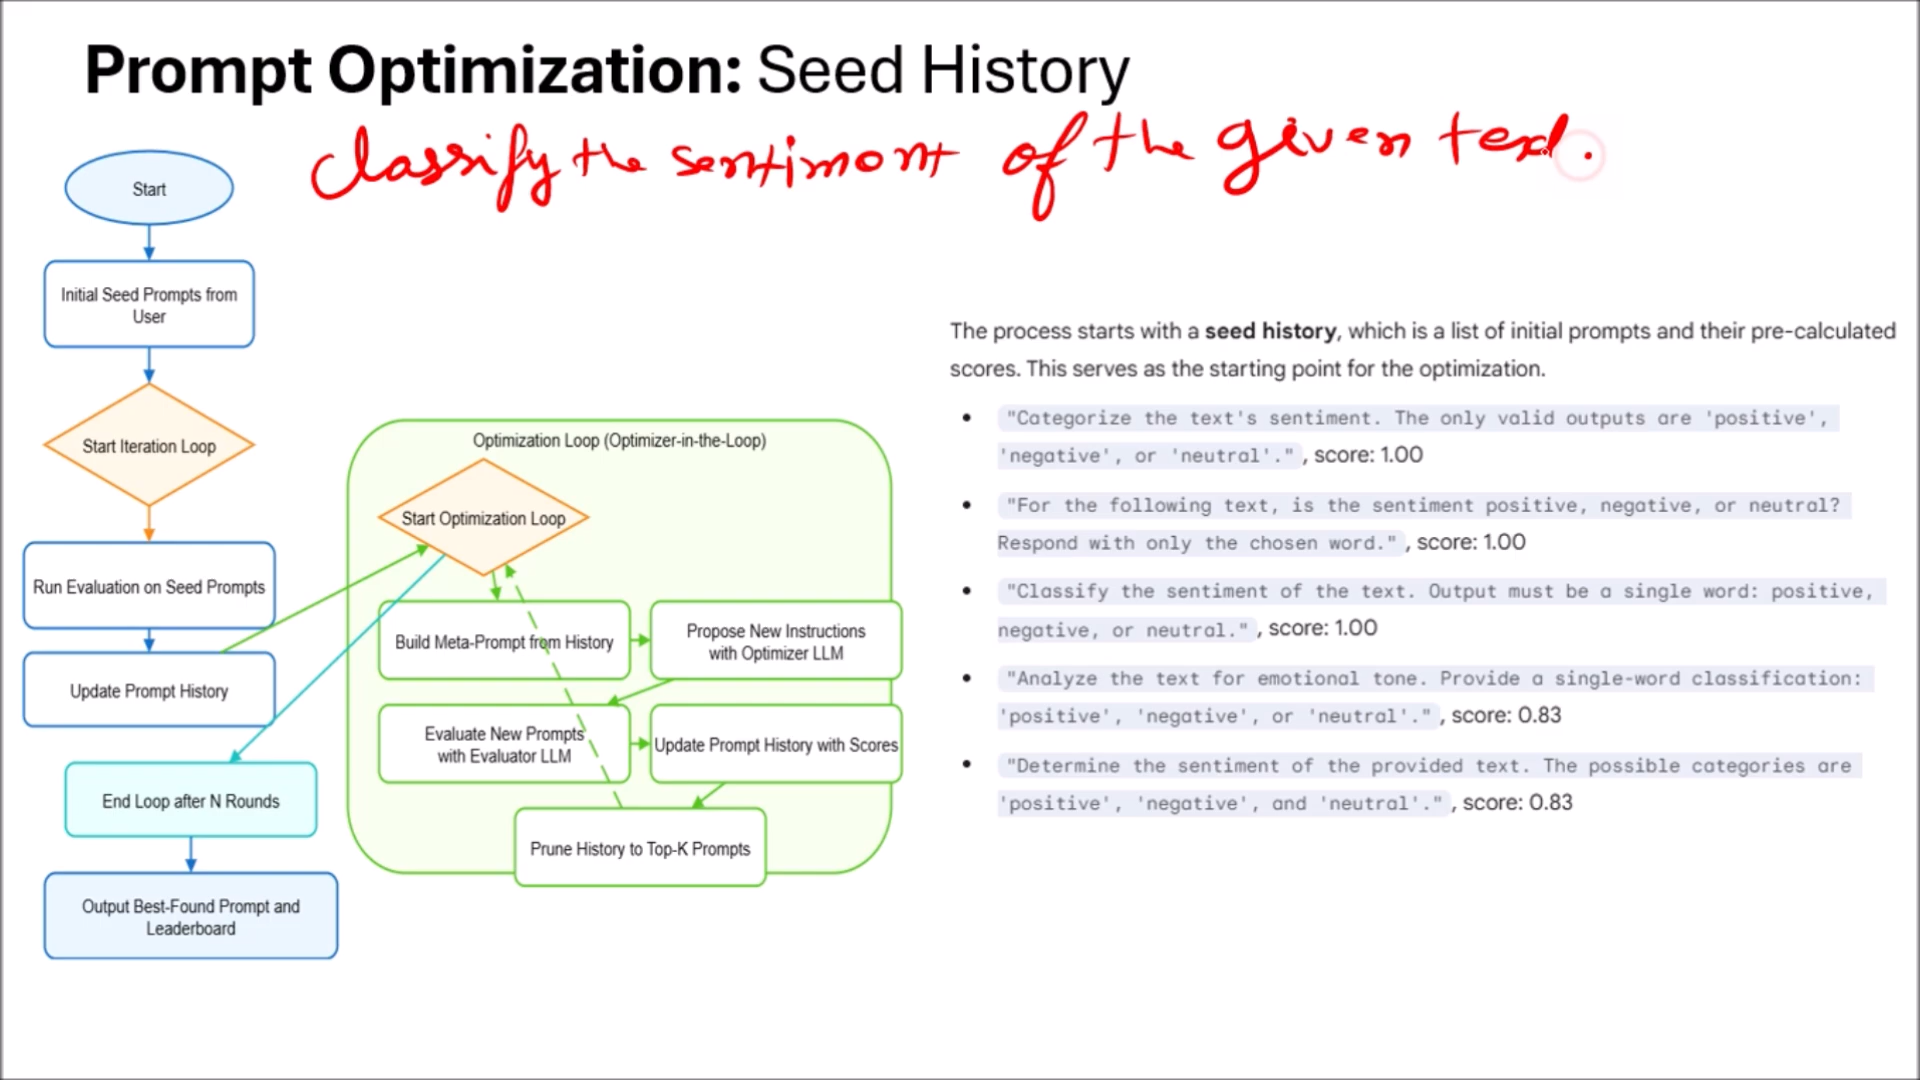 Prompt Optimization: Seed History
Classify the sentiment of the given text.
Start
Initial Seed Prompts from
User
Start Iteration Loop
Run Evaluation on Seed Prompts
Update Prompt History
End Loop after N Rounds
Output Best-Found Prompt and
Leaderboard
Optimization Loop (Optimizer-in-the-Loop)
Start Optimization Loop
Build Meta-Prompt from History
Propose New Instructions
with Optimizer LLM
Evaluate New Prompts
with Evaluator LLM
Update Prompt History with Scores
Prune History to Top-K Prompts
The process starts with a seed history, which is a list of initial prompts and their pre-calculated
scores. This serves as the starting point for the optimization.
• "Categorize the text's sentiment. The only valid outputs are 'positive',
'negative', or 'neutral'.", score: 1.00
• "For the following text, is the sentiment positive, negative, or neutral?
Respond with only the chosen word.", score: 1.00
• "Classify the sentiment of the text. Output must be a single word: positive,
negative, or neutral.", score: 1.00
• "Analyze the text for emotional tone. Provide a single-word classification:
'positive', 'negative', or 'neutral'.", score: 0.83
• "Determine the sentiment of the provided text. The possible categories are
'positive', 'negative', and 'neutral'.", score: 0.83